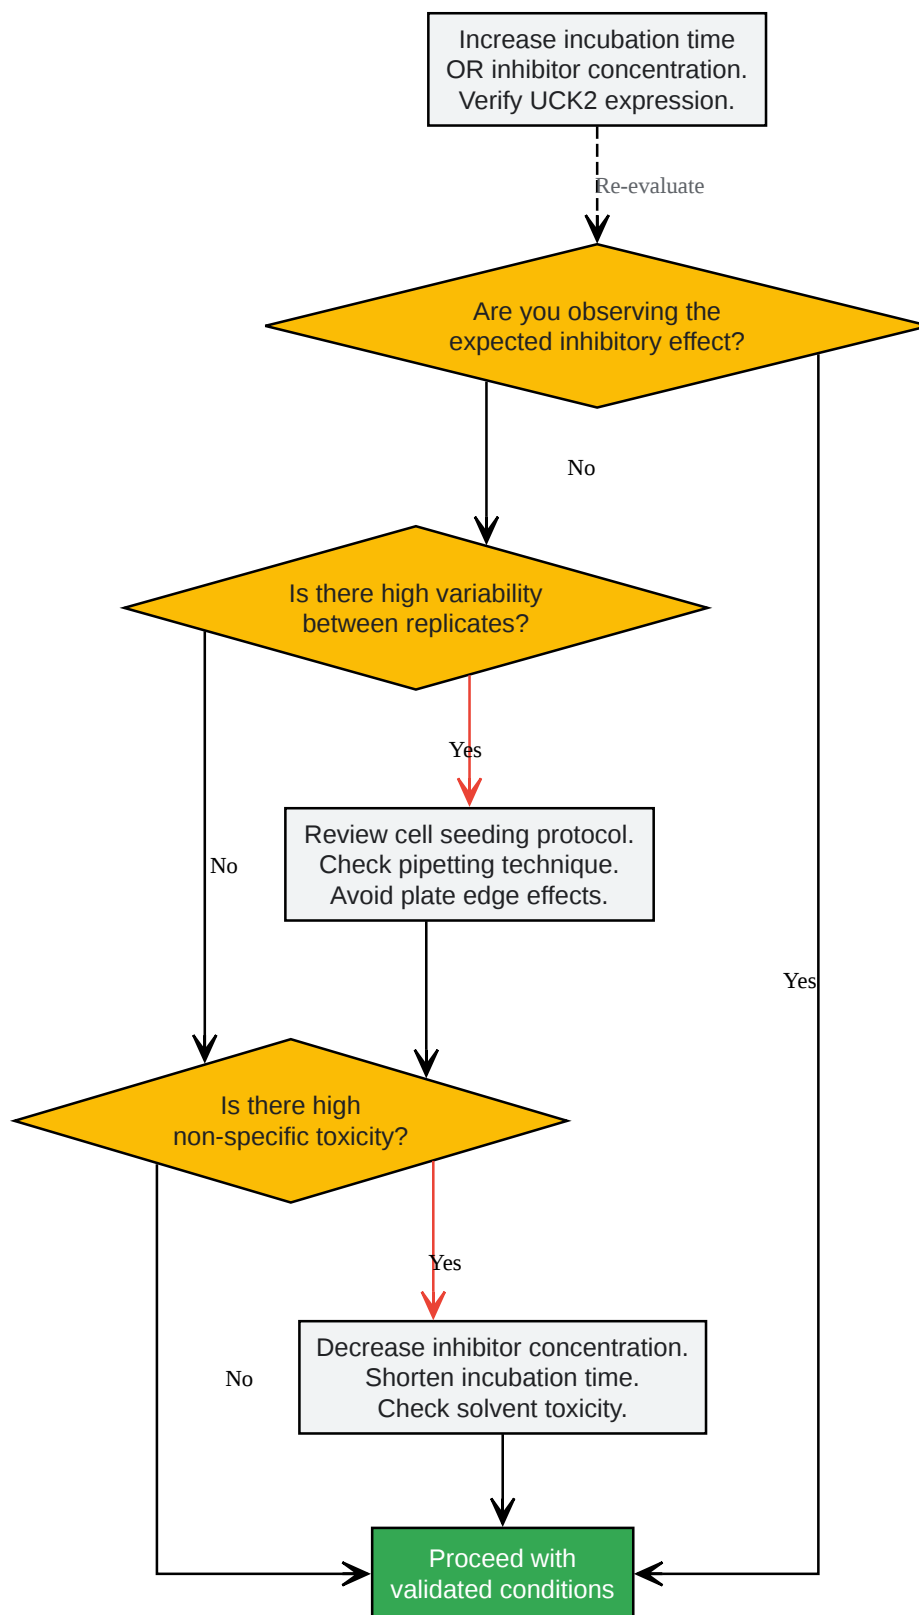 Increase incubation time
OR inhibitor concentration.
Verify UCK2 expression.
Re-evaluate
Are you observing the
expected inhibitory effect?
No
Is there high variability
between replicates?
Yes
Review cell seeding protocol.
Check pipetting technique.
Avoid plate edge effects.
No
Yes
Is there high
non-specific toxicity?
Yes
Decrease inhibitor concentration.
Shorten incubation time.
Check solvent toxicity.
No
Proceed with
validated conditions